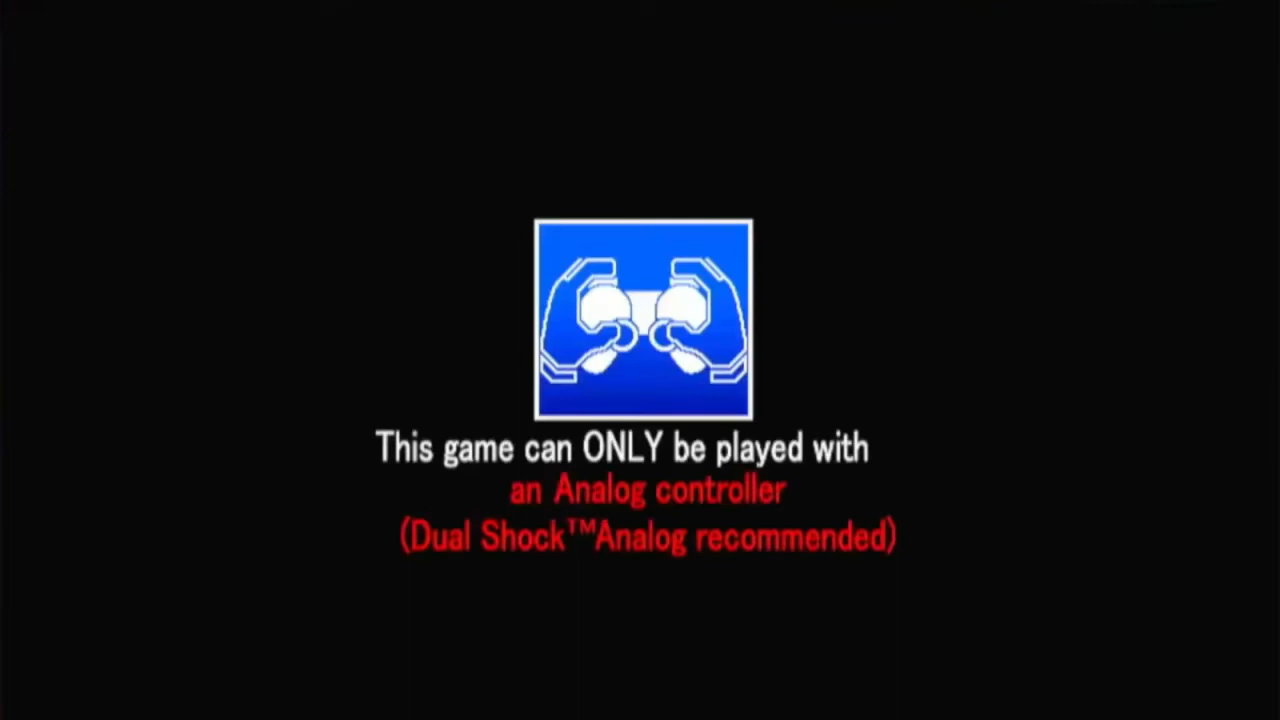 This game can ONLY be played with
an Analog controller
(Dual Shock™Analog recommended)